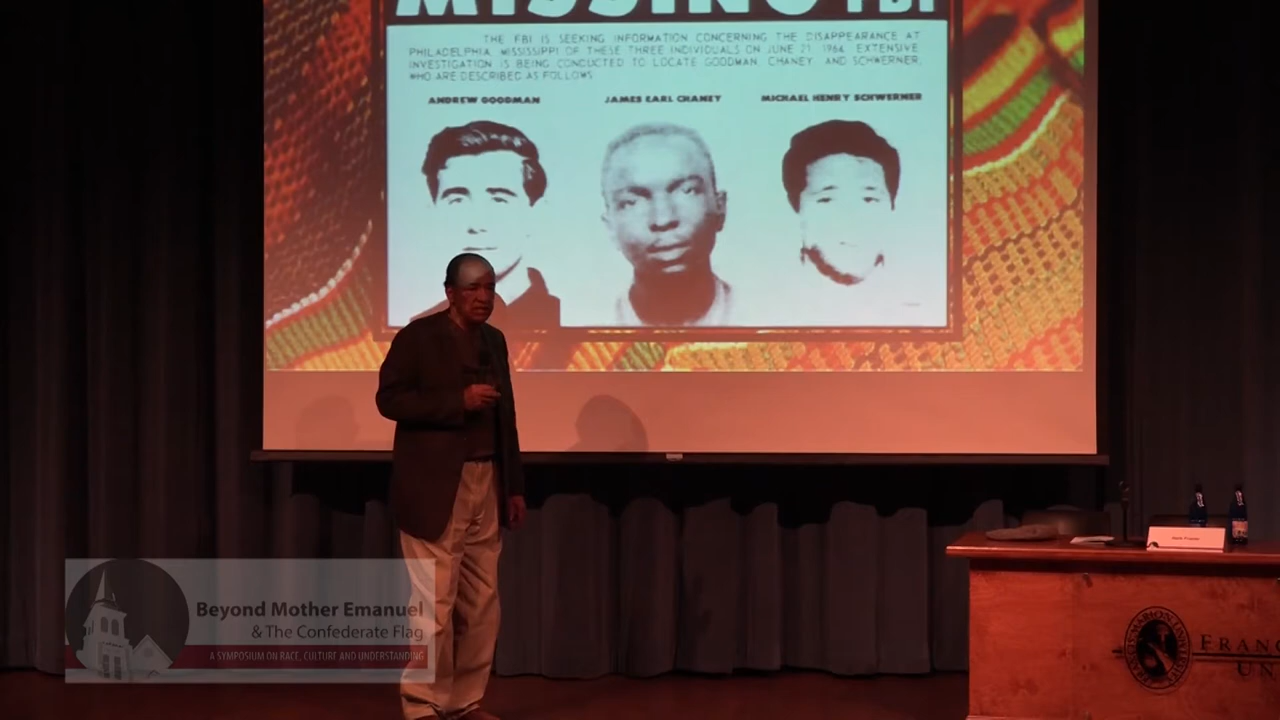 MISSING FBI
THE FBI IS SEEKING INFORMATION CONCERNING THE DISAPPEARANCE AT
PHILADELPHIA, MISSISSIPPI OF THESE THREE INDIVIDUALS ON JUNE 21, 1964. EXTENSIVE
INVESTIGATION IS BEING CONDUCTED TO LOCATE GOODMAN, CHANEY, AND SCHWERNER,
WHO ARE DESCRIBED AS FOLLOWS
ANDREW GOODMAN JAMES EARL CHANEY MICHAEL HENRY SCHWERNER
Beyond Mother Emanuel
& The Confederate Flag
A SYMPOSIUM ON RACE, CULTURE AND UNDERSTANDING
FRANC
UN